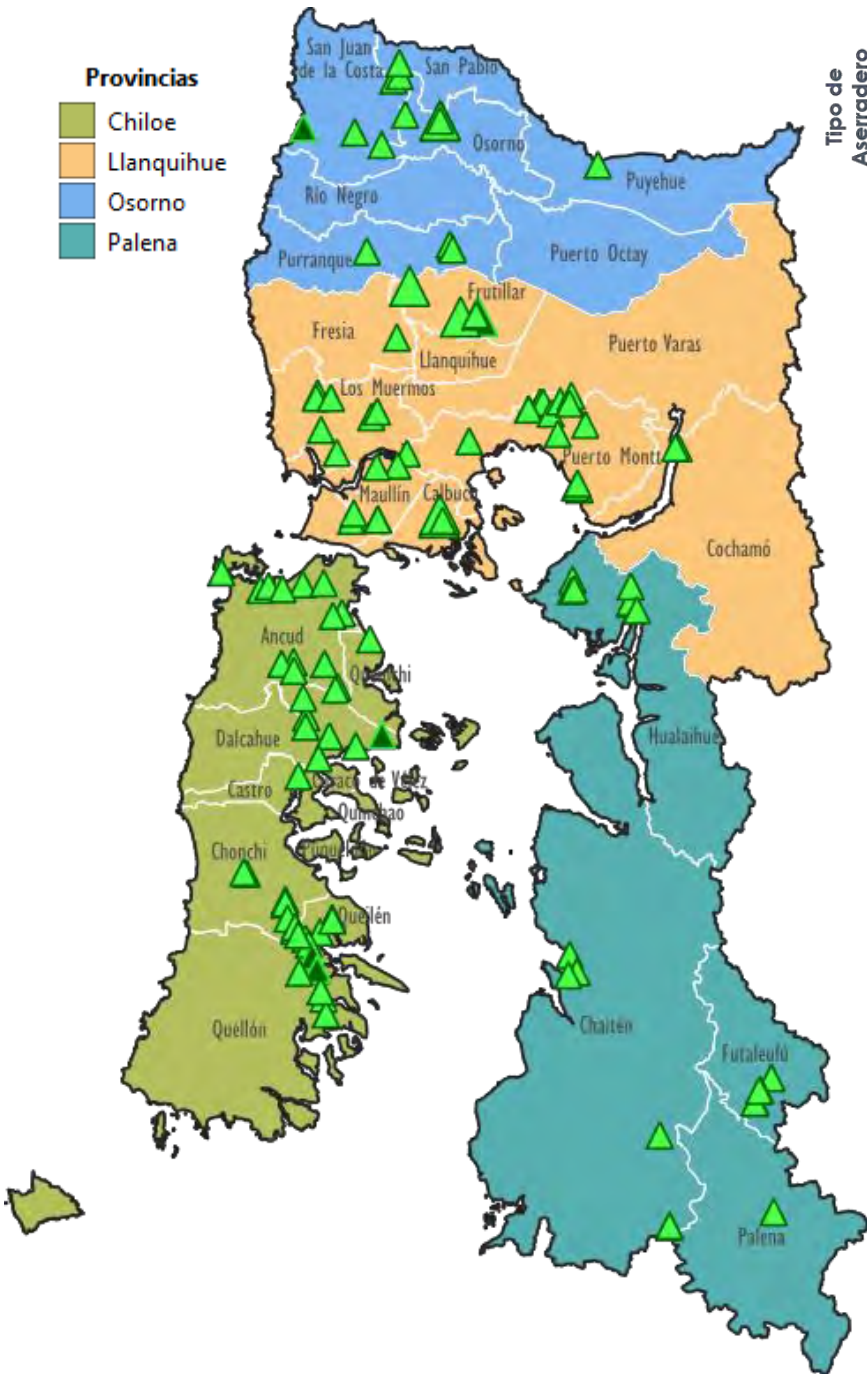 Provincias
Chiloe
Llanquihue
Osorno
Palena
Tipo de
Aserradero
San Juan
de la Costa
San Pablo
Osorno
Puyehue
Río Negro
Purranque
Puerto Octay
Frutillar
Fresia
Llanquihue
Puerto Varas
Los Muermos
Puerto Montt
Maullín
Calbuco
Cochamó
Ancud
Hualaihue
Dalcahue
Castro
Chonchi
Queilén
Quellón
Chaitén
Futaleufú
Palena